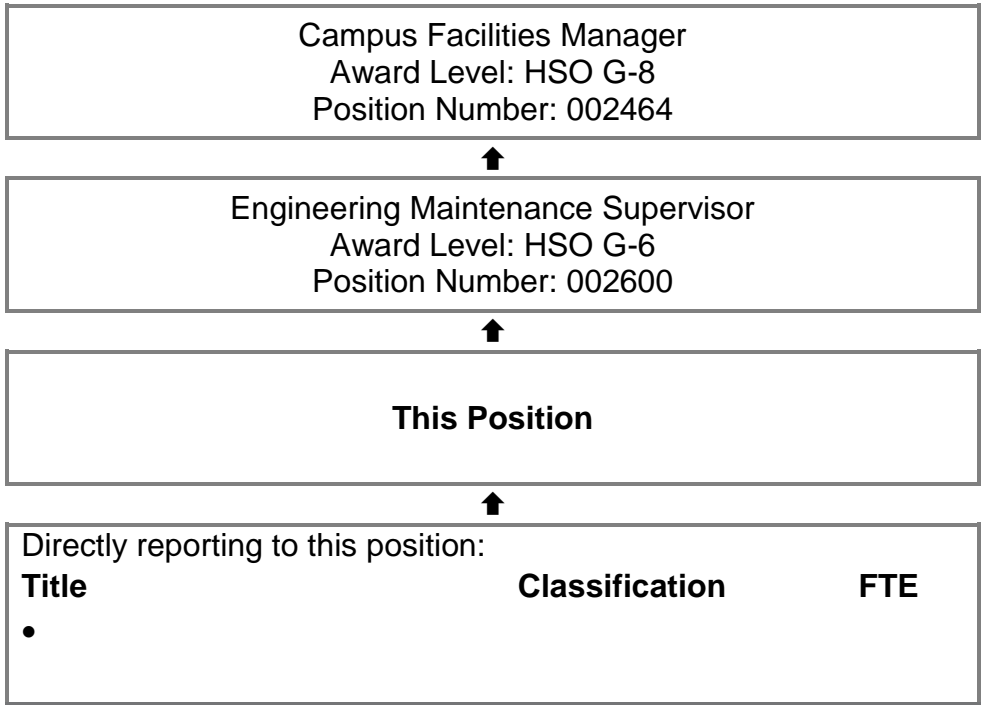 Campus Facilities Manager
Award Level: HSO G-8
Position Number: 002464
Engineering Maintenance Supervisor
Award Level: HSO G-6
Position Number: 002600
This Position
Directly reporting to this position:
Title Classification FTE
•